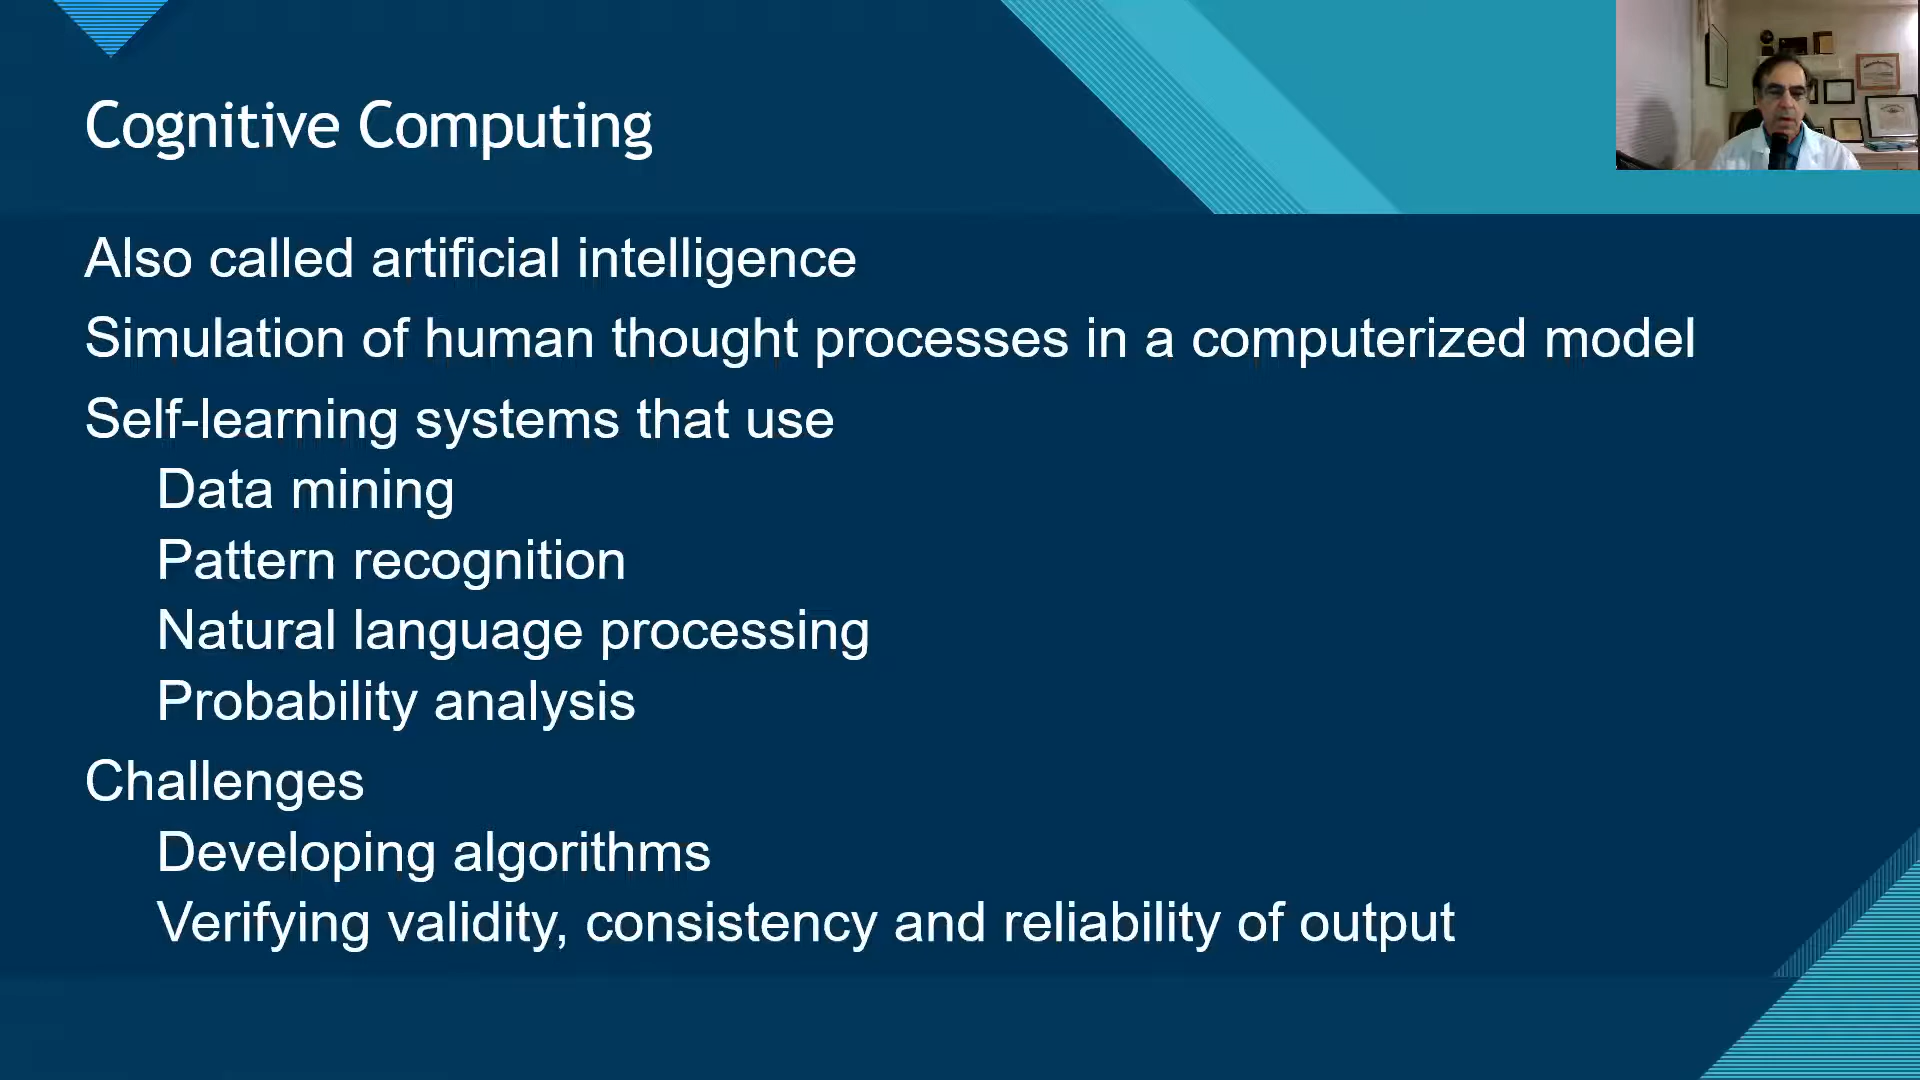 Cognitive Computing
Also called artificial intelligence
Simulation of human thought processes in a computerized model
Self-learning systems that use
Data mining
Pattern recognition
Natural language processing
Probability analysis
Challenges
Developing algorithms
Verifying validity, consistency and reliability of output